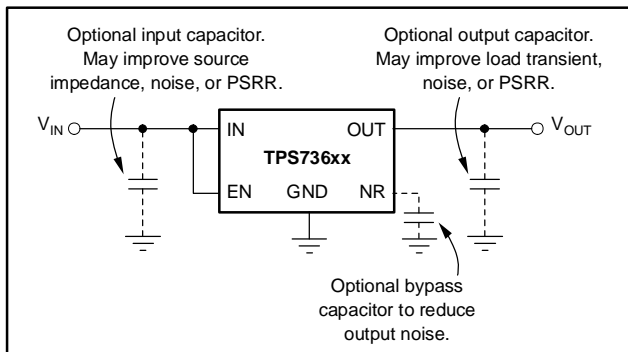 Optional input capacitor.
May improve source
impedance, noise, or PSRR.
Optional output capacitor.
May improve load transient,
noise, or PSRR.
VIN
IN
OUT
VOUT
TPS736xx
EN
GND
NR
Optional bypass
capacitor to reduce
output noise.